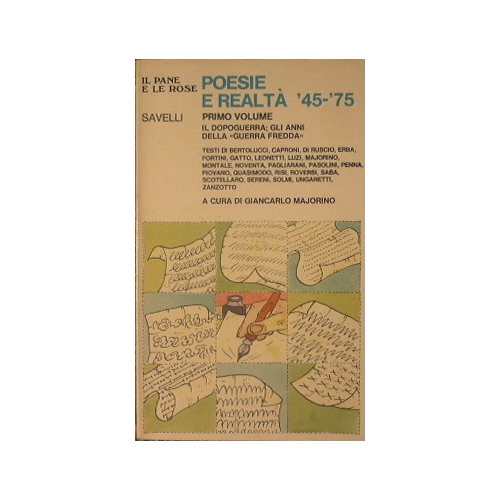 IL PANE
E LE ROSE
SAVELLI
POESIE
E REALTÀ '45-'75
PRIMO VOLUME
IL DOPOGUERRA; GLI ANNI
DELLA «GUERRA FREDDA»
TESTI DI BERTOLUCCI, CAPRONI, DI RUSCIO, ERBA,
FORTINI, GATTO, LEONETTI, LUZI, MAJORINO,
MONTALE, NOVENTA, PAGLIARANI, PASOLINI, PENNA,
PIOVANO, QUASIMODO, RISI, ROVERSI, SABA,
SCOTELLARO, SERENI, SOLMI, UNGARETTI,
ZANZOTTO
A CURA DI GIANCARLO MAJORINO